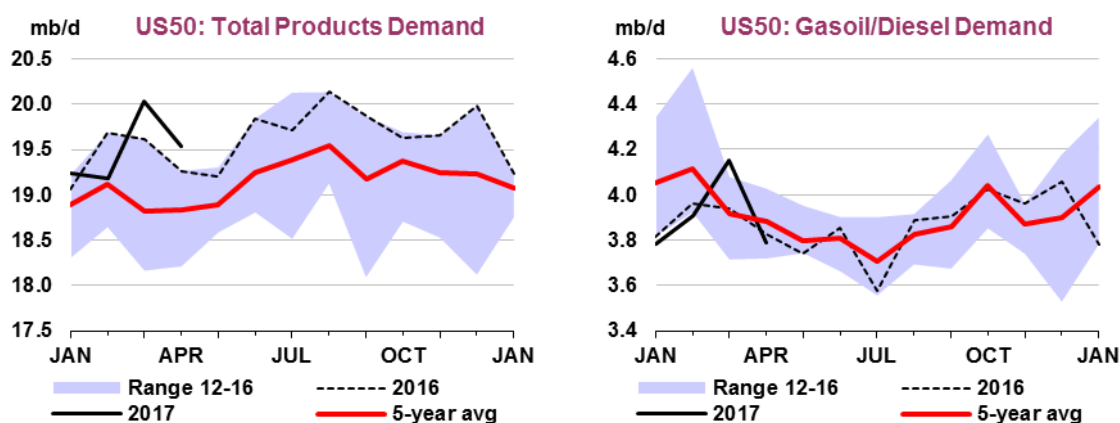 US50: Total Products Demand
mb/d
20.5
20.0
19.5
19.0
18.5
18.0
17.5
JAN APR JUL OCT JAN
Range 12-16 2016
2017 5-year avg
US50: Gasoil/Diesel Demand
mb/d
4.6
4.4
4.2
4.0
3.8
3.6
3.4
JAN APR JUL OCT JAN
Range 12-16 2016
2017 5-year avg